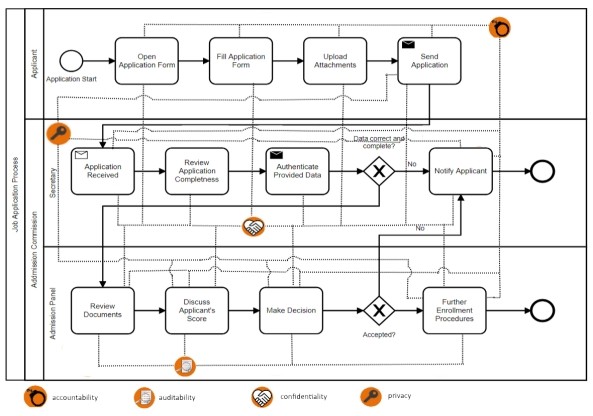 Job Application Process
Applicant
Application Start
Open
Application Form
Fill Application
Form
Upload
Attachments
Send
Application
Addmission Commission
Secretary
Application
Received
Review
Application
Completness
Authenticate
Provided Data
Data correct and
complete?
X
No
Notify Applicant
Admission Panel
Review
Documents
Discuss
Applicant's
Score
Make Decision
X
Accepted?
No
Further
Enrollment
Procedures
accountability
auditability
confidentiality
privacy